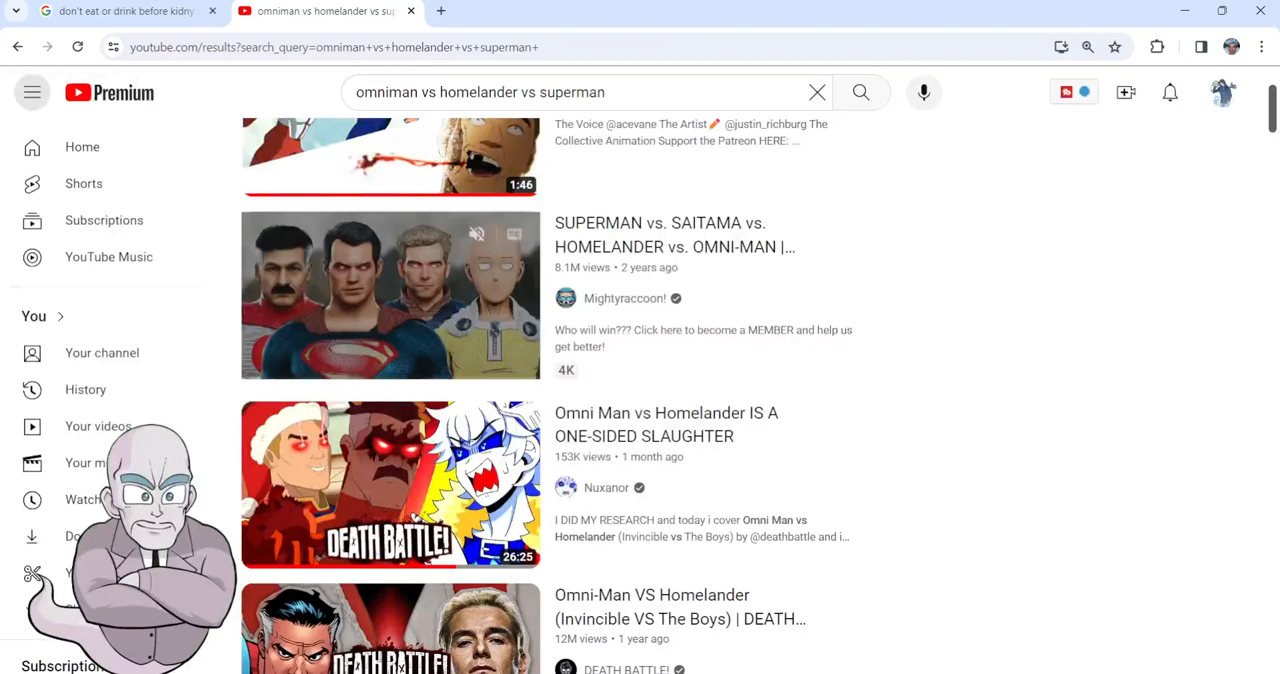 don't eat or drink before kidny
omniman vs homelander vs sup
youtube.com/results?search_query=omniman+vs+homelander+vs+superman+
Premium
omniman vs homelander vs superman
Home
Shorts
Subscriptions
YouTube Music
You
Your channel
History
Your videos
Your m
Watch
Do
Y
Subscription
1:46
The Voice @acevane The Artist @justin_richburg The
Collective Animation Support the Patreon HERE: ...
CC
SUPERMAN vs. SAITAMA vs.
HOMELANDER vs. OMNI-MAN |...
8.1M views • 2 years ago
Mightyraccoon!
Who will win??? Click here to become a MEMBER and help us
get better!
4K
DEATH BATTLE!
26:25
Omni Man vs Homelander IS A
ONE-SIDED SLAUGHTER
153K views • 1 month ago
Nuxanor
I DID MY RESEARCH and today i cover Omni Man vs
Homelander (Invincible vs The Boys) by @deathbattle and i...
DEATH BATTLE!
Omni-Man VS Homelander
(Invincible VS The Boys) | DEATH...
12M views • 1 year ago
DEATH BATTLE!